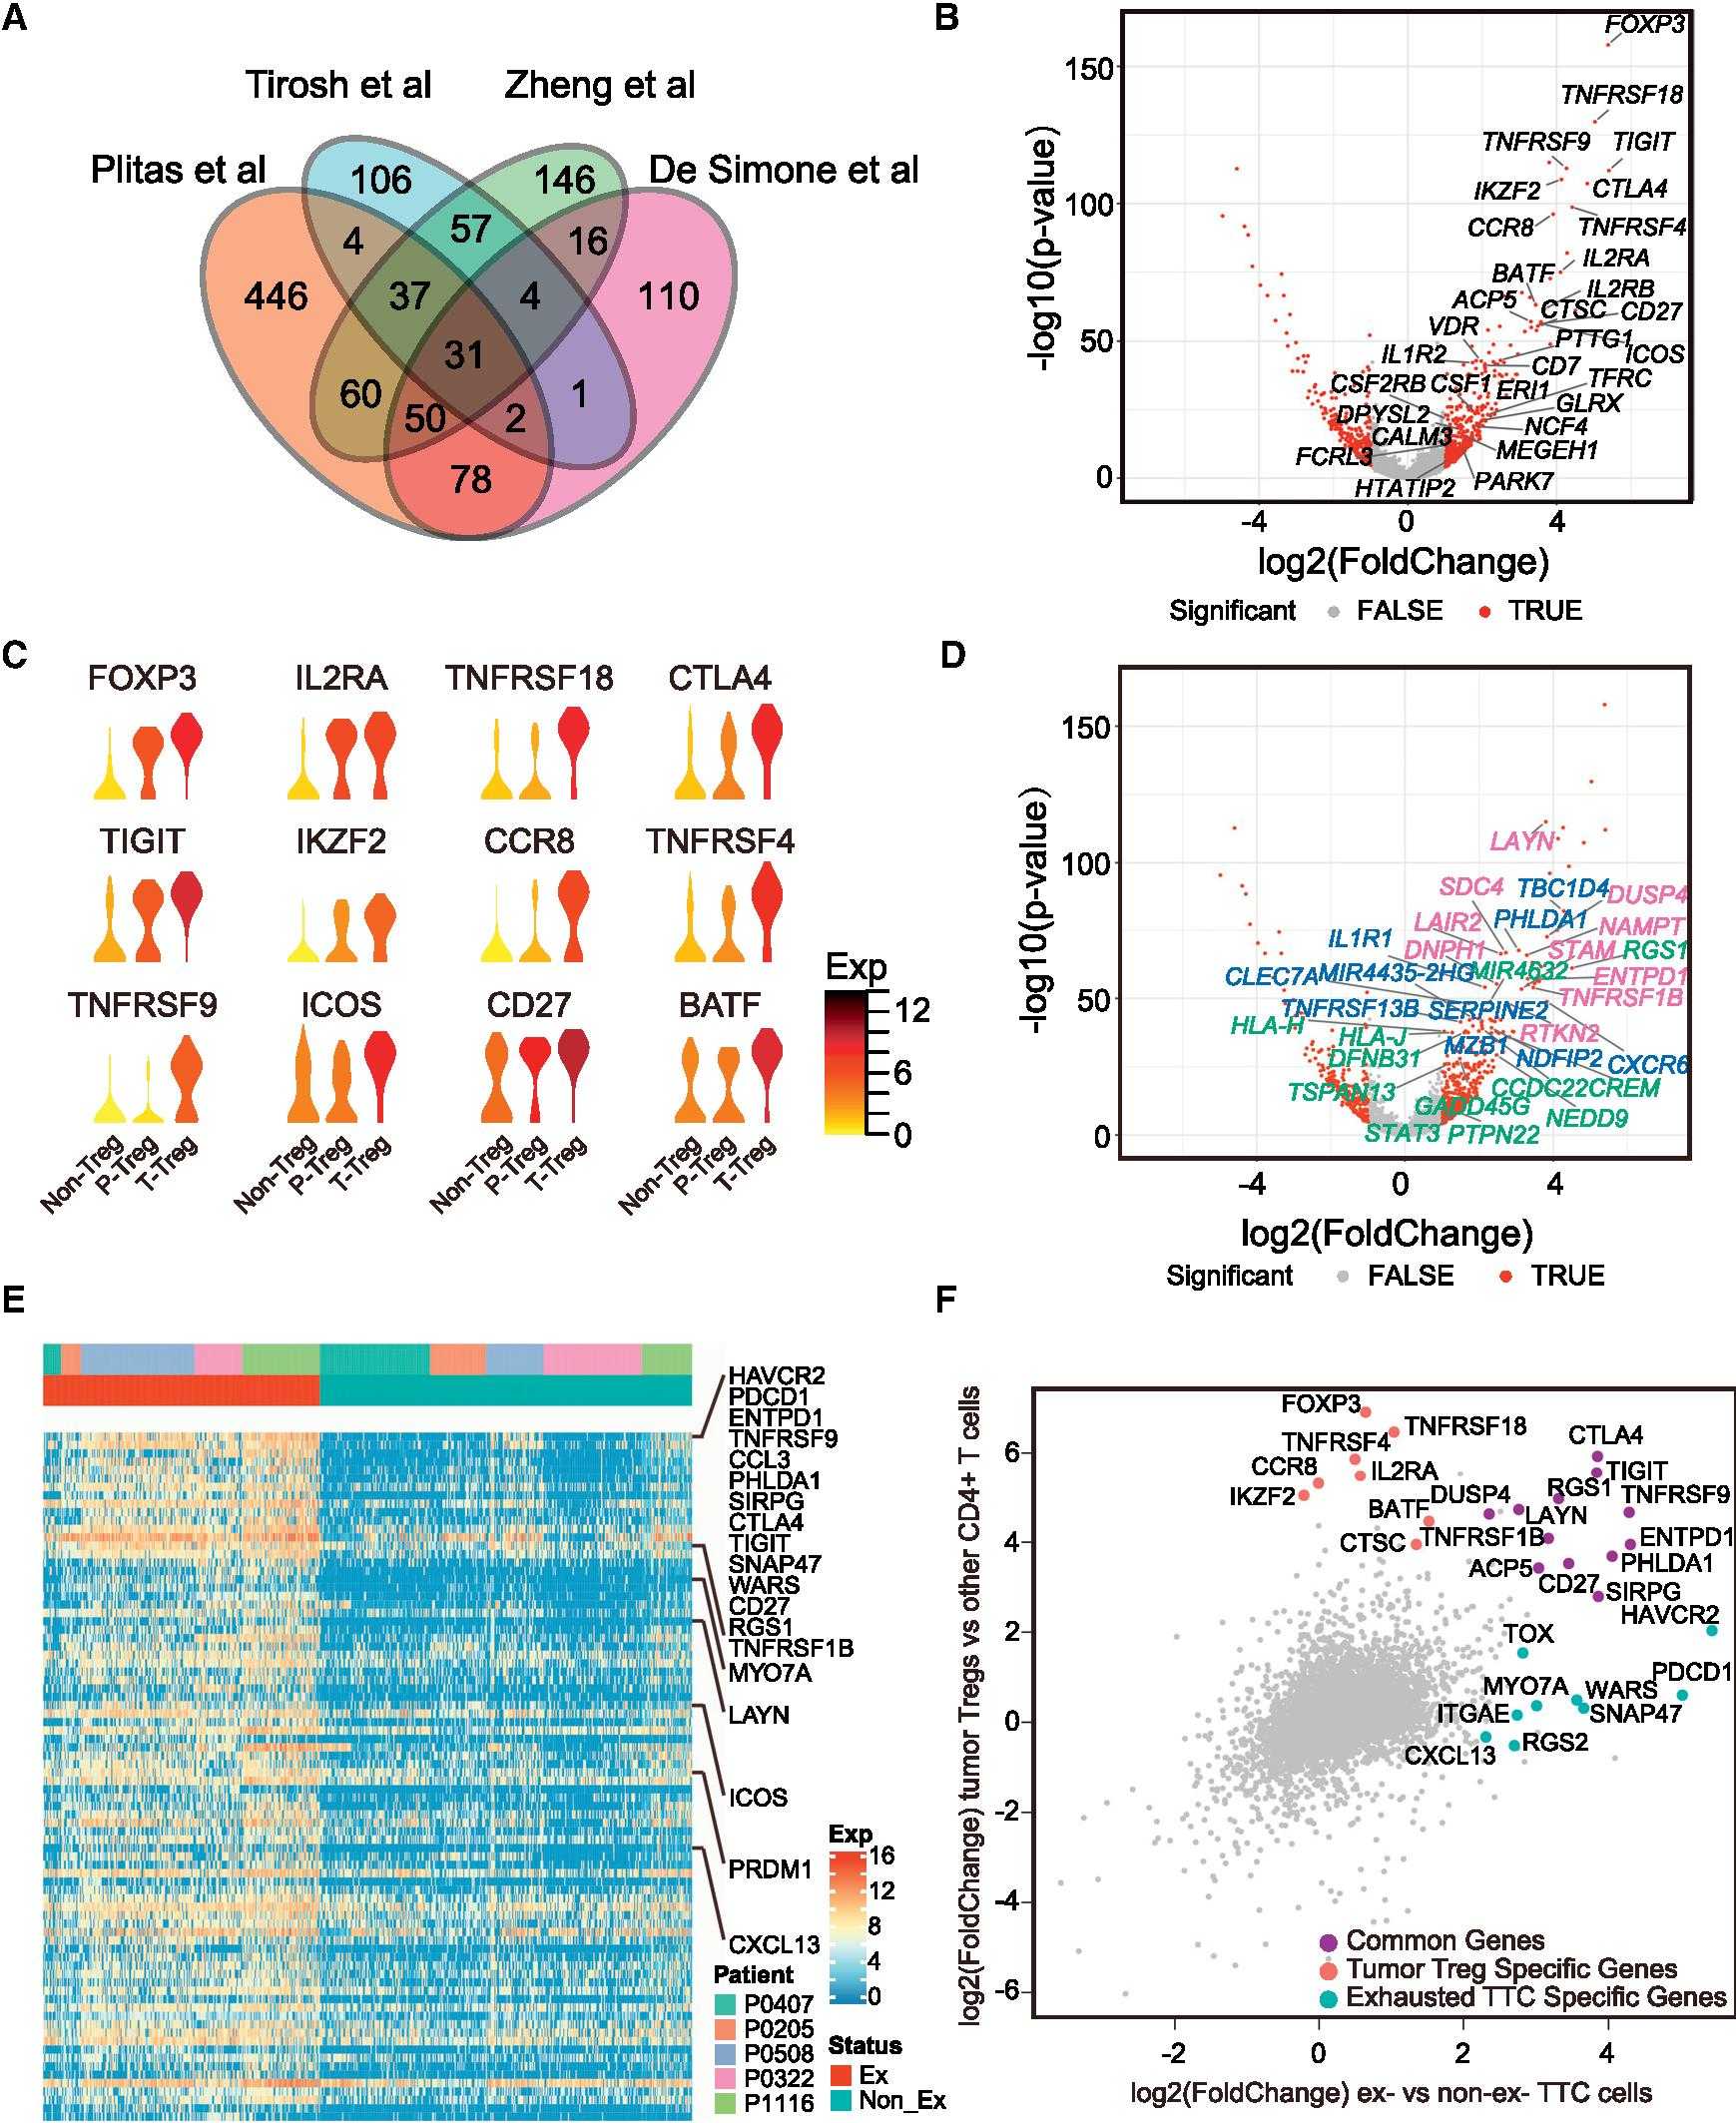 A
Tirosh et al
Zheng et al
Plitas et al
De Simone et al
106
146
4
57
16
446
37
4
110
31
60
50
2
1
78
B
-log10(p-value)
150
100
50
0
FOXP3
TNFRSF18
TNFRSF9
TIGIT
IKZF2
CTLA4
CCR8
TNFRSF4
IL2RA
BATF
IL2RB
ACP5
CTSC
CD27
VDR
PTTG1
ICOS
IL1R2
CD7
CSF2RB
CSF1
ERI1
TFRC
GLRX
DPYSL2
NCF4
CALM3
MEGEH1
FCRL3
PARK7
HTATIP2
-4
0
4
log2(FoldChange)
Significant
FALSE
TRUE
C
FOXP3
IL2RA
TNFRSF18
CTLA4
TIGIT
IKZF2
CCR8
TNFRSF4
TNFRSF9
ICOS
CD27
BATF
Non-Treg
P-Treg
T-Treg
Non-Treg
P-Treg
T-Treg
Non-Treg
P-Treg
T-Treg
Non-Treg
P-Treg
T-Treg
Exp
12
6
0
D
-log10(p-value)
150
100
50
0
LAYN
SDC4
TBC1D4
DUSP4
LAIR2
PHLDA1
NAMPT
IL1R1
DNPH1
STAM
RGS1
CLEC7A
MIR4435-2HG
MIR4632
ENTPD1
TNFRSF1B
TNFRSF13B
SERPINE2
HLA-H
HLA-J
RTKN2
MZB1
DFNB31
NDFIP2
CXCR6
TSPAN13
CCDC22
CREM
GADD45G
NEDD9
STAT3
PTPN22
-4
0
4
log2(FoldChange)
Significant
FALSE
TRUE
E
HAVCR2
PDCD1
ENTPD1
TNFRSF9
CCL3
PHLDA1
SIRPG
CTLA4
TIGIT
SNAP47
WARS
CD27
RGS1
TNFRSF1B
MYO7A
LAYN
ICOS
PRDM1
CXCL13
Exp
16
12
8
4
0
Patient
P0407
P0205
P0508
P0322
P1116
Status
Ex
Non_Ex
F
log2(FoldChange) tumor Tregs vs other CD4+ T cells
6
4
2
0
-2
-4
-6
FOXP3
TNFRSF18
TNFRSF4
CTLA4
CCR8
IL2RA
TIGIT
IKZF2
RGS1
DUSP4
TNFRSF9
BATF
LAYN
CTSC
TNFRSF1B
ENTPD1
ACP5
PHLDA1
CD27
SIRPG
HAVCR2
TOX
PDCD1
MYO7A
WARS
ITGAE
SNAP47
CXCL13
RGS2
Common Genes
Tumor Treg Specific Genes
Exhausted TTC Specific Genes
-2
0
2
4
log2(FoldChange) ex- vs non-ex- TTC cells